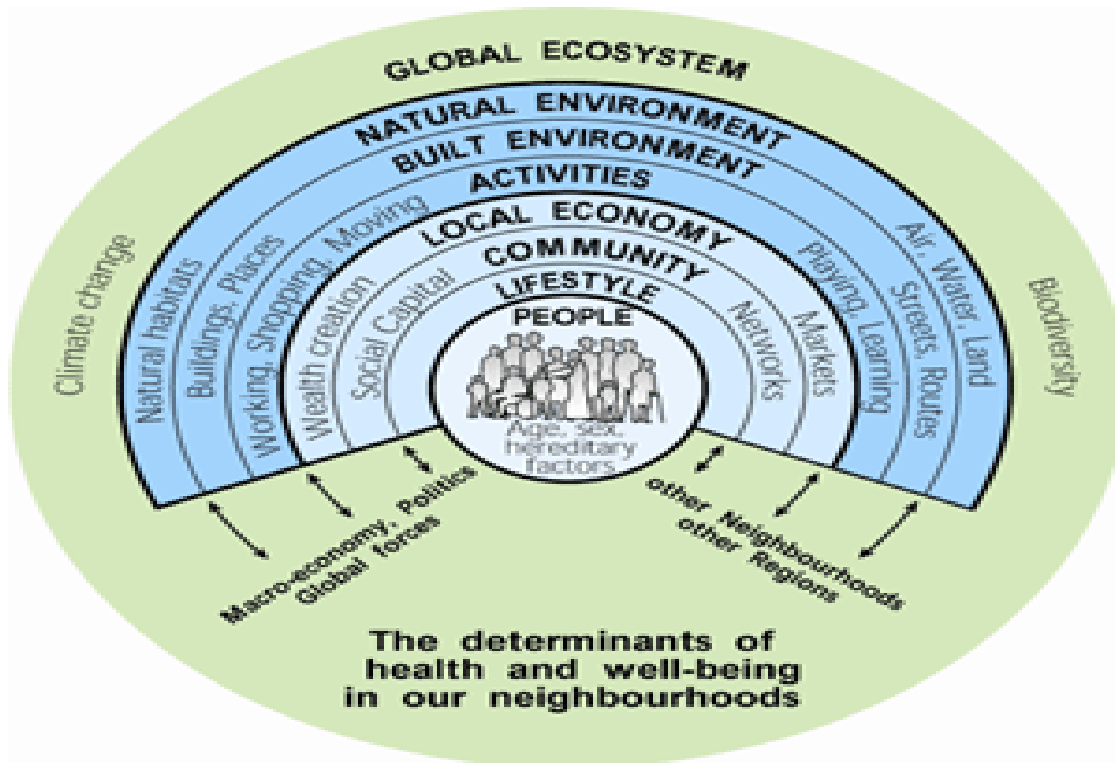 GLOBAL ECOSYSTEM
NATURAL ENVIRONMENT
BUILT ENVIRONMENT
ACTIVITIES
LOCAL ECONOMY
COMMUNITY
LIFESTYLE
PEOPLE
Age, sex,
hereditary
factors
Climate change
Natural habitats
Buildings, Places
Working, Shopping, Moving
Wealth creation
Social Capital
Networks
Markets
Playing, Learning
Streets, Routes
Air, Water, Land
Biodiversity
Macro-economy, Politics
Global forces
other Neighbourhoods
other Regions
The determinants of
health and well-being
in our neighbourhoods